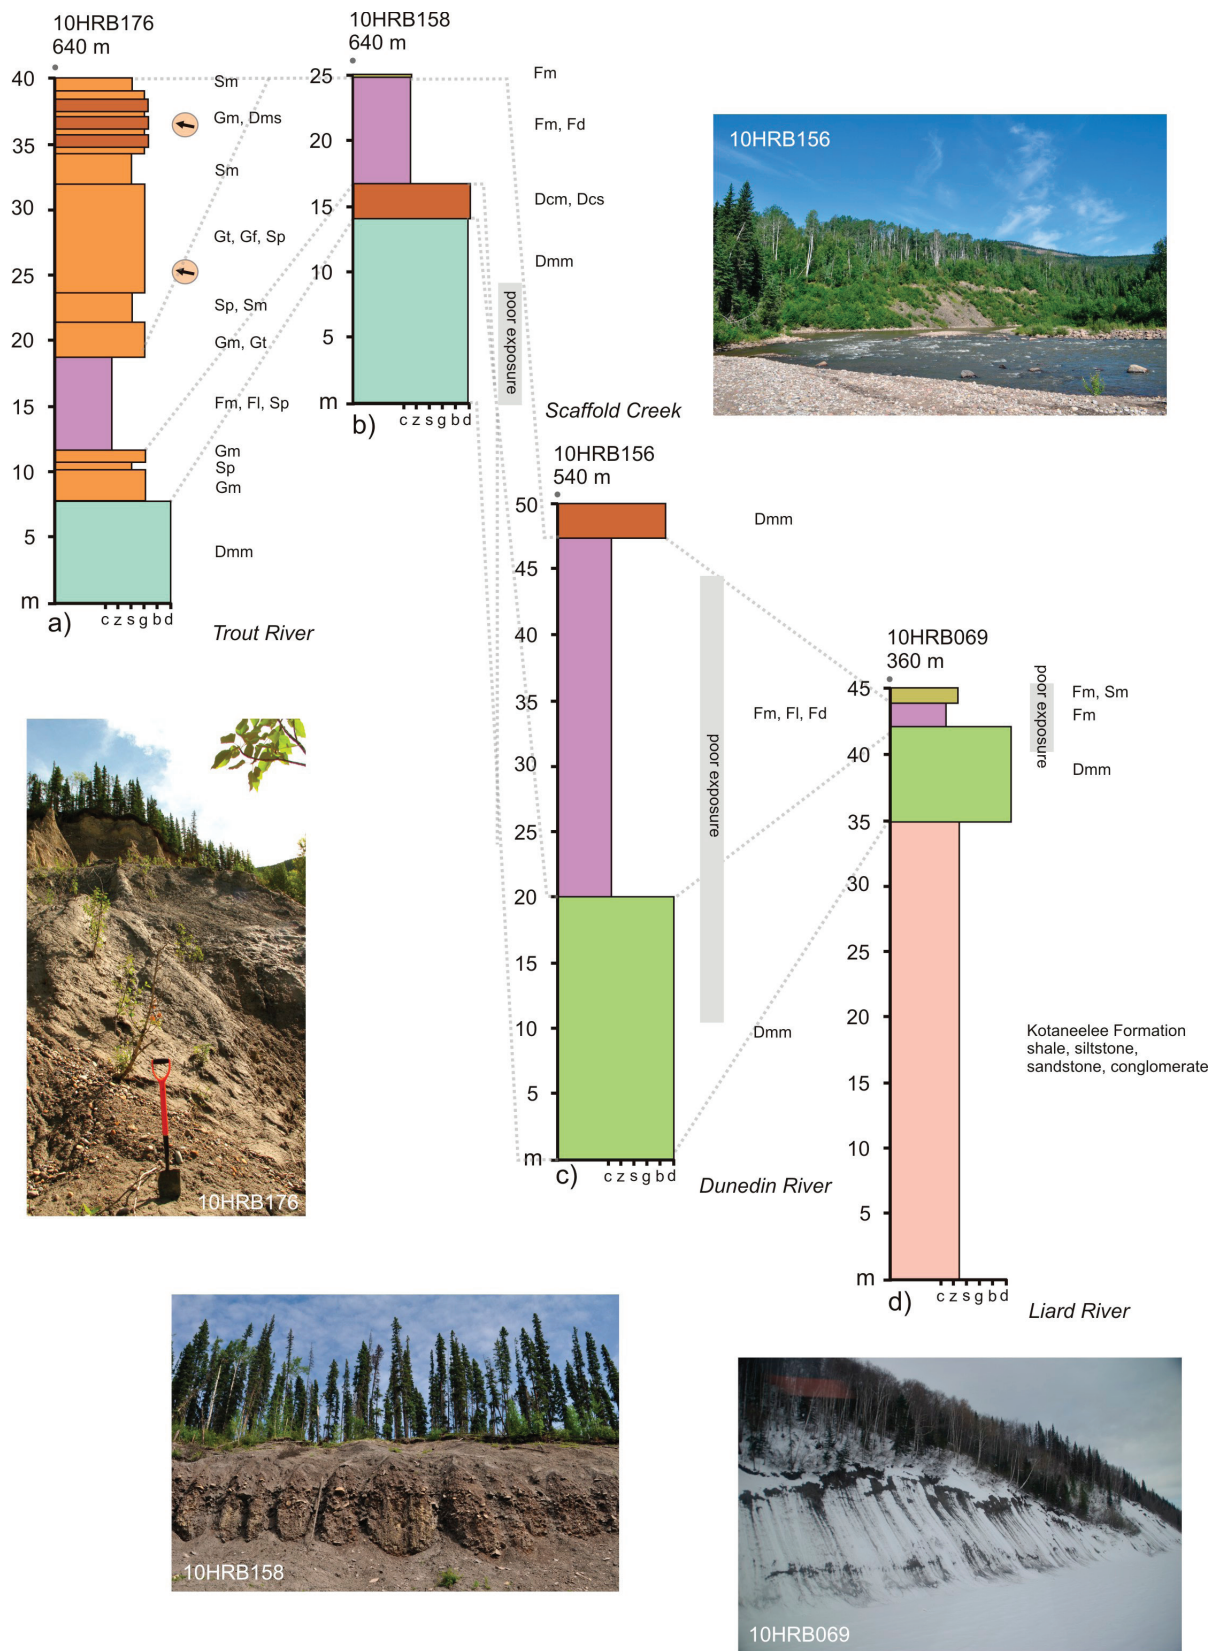 10HRB176
640 m
40
35
30
25
20
15
10
5
m
Sm
Gm, Dms
Sm
Gt, Gf, Sp
Sp, Sm
Gm, Gt
Fm, Fl, Sp
Gm
Sp
Gm
Dmm
c z s g b d
a)
Trout River
10HRB158
640 m
25
20
15
10
5
m
Fm
Fm, Fd
Dcm, Dcs
Dmm
poor exposure
c z s g b d
b)
Scaffold Creek
10HRB156
10HRB156
540 m
50
45
40
35
30
25
20
15
10
5
m
Dmm
Fm, Fl, Fd
Dmm
poor exposure
c z s g b d
c)
Dunedin River
10HRB069
360 m
45
40
35
30
25
20
15
10
5
m
poor exposure
Fm, Sm
Fm
Dmm
Kotaneelee Formation
shale, siltstone,
sandstone, conglomerate
c z s g b d
d)
Liard River
10HRB176
10HRB158
10HRB069